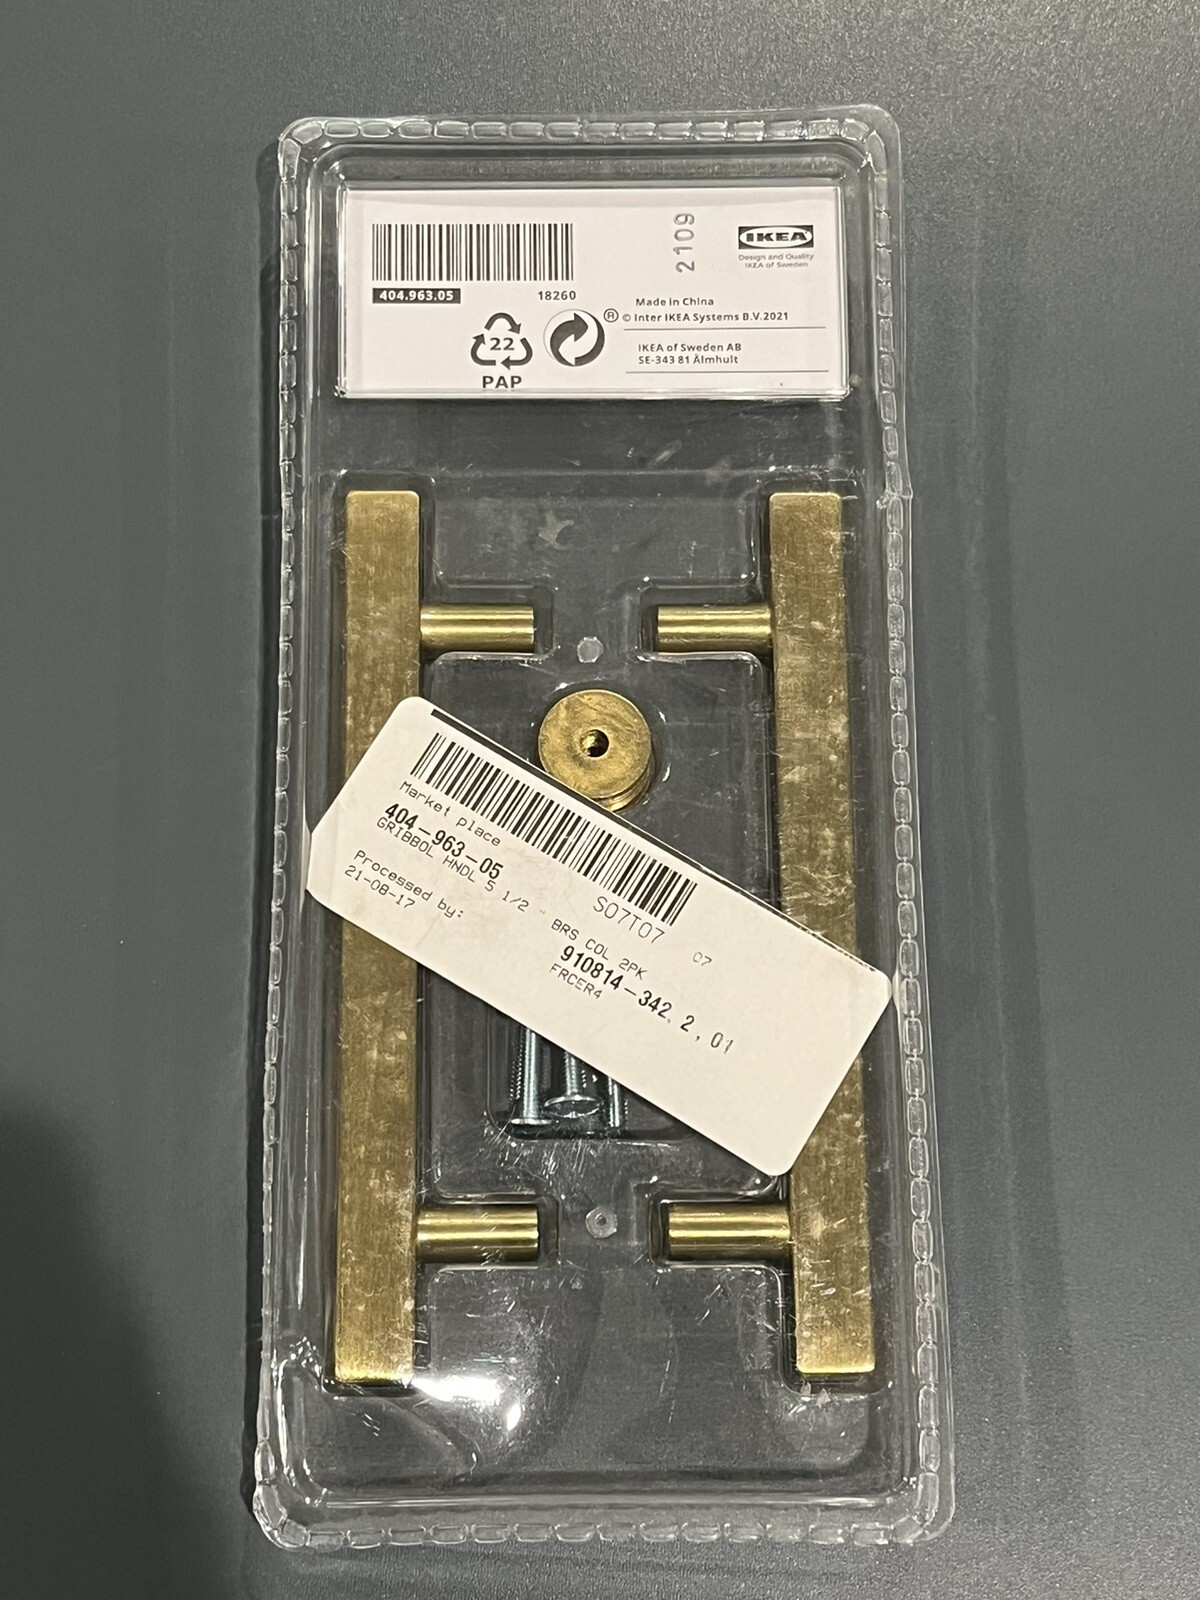 2109
IKEA
Design and Quality
IKEA of Sweden
404.963.05
18260
Made in China
© Inter IKEA Systems B.V.2021
IKEA of Sweden AB
SE-343 81 Älmhult
22
PAP
®
Market place
404-963-05
S07T07 07
GRIBBOL HNDL 5 1/2 " BRS COL 2PK
Processed by:
910814-342.2,01
21-08-17
FRCER4